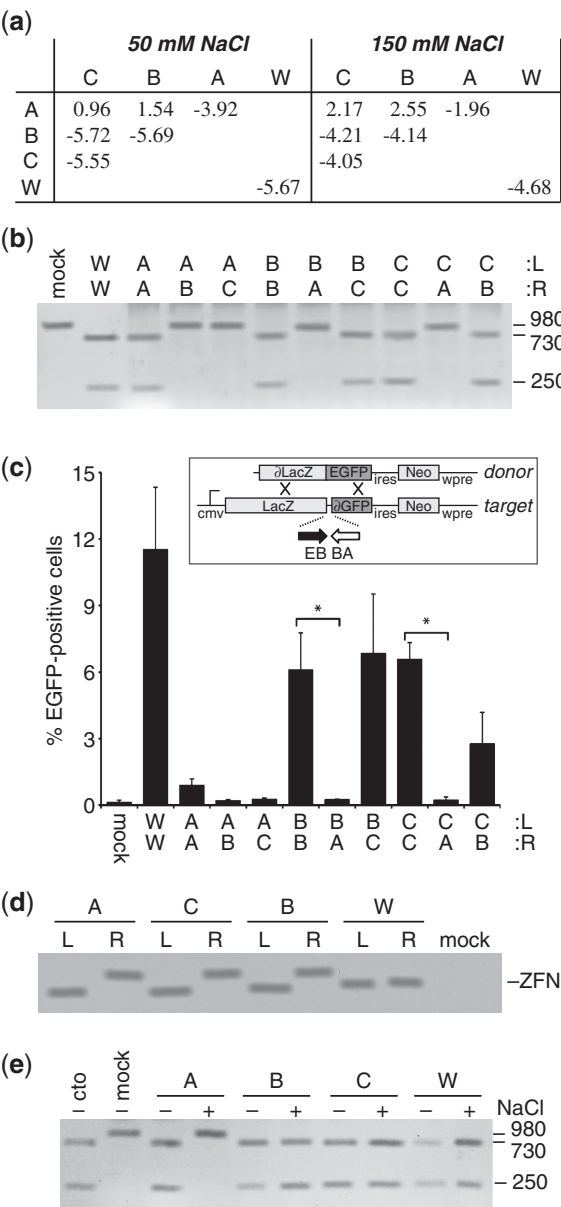 (a)
50 mM NaCl 150 mM NaCl
C B A W C B A W
A 0.96 1.54 -3.92 2.17 2.55 -1.96
B -5.72 -5.69 -4.21 -4.14
C -5.55 -4.05
W -5.67 -4.68
(b)
mock W A A A B B B C C C :L
W A B C B A C C A B :R
980
730
250
(c)
% EGFP-positive cells
15
12
9
6
3
0
∂LacZ EGFP ires Neo wpre donor
X X
cmv LacZ ∂GFP ires Neo wpre target
EB BA
* *
mock W A A A B B B C C C :L
W A B C B A C C A B :R
(d)
A C B W
L R L R L R L R mock
–ZFN
(e)
cto mock A B C W
– – – + – + – + – + NaCl
980
730
250